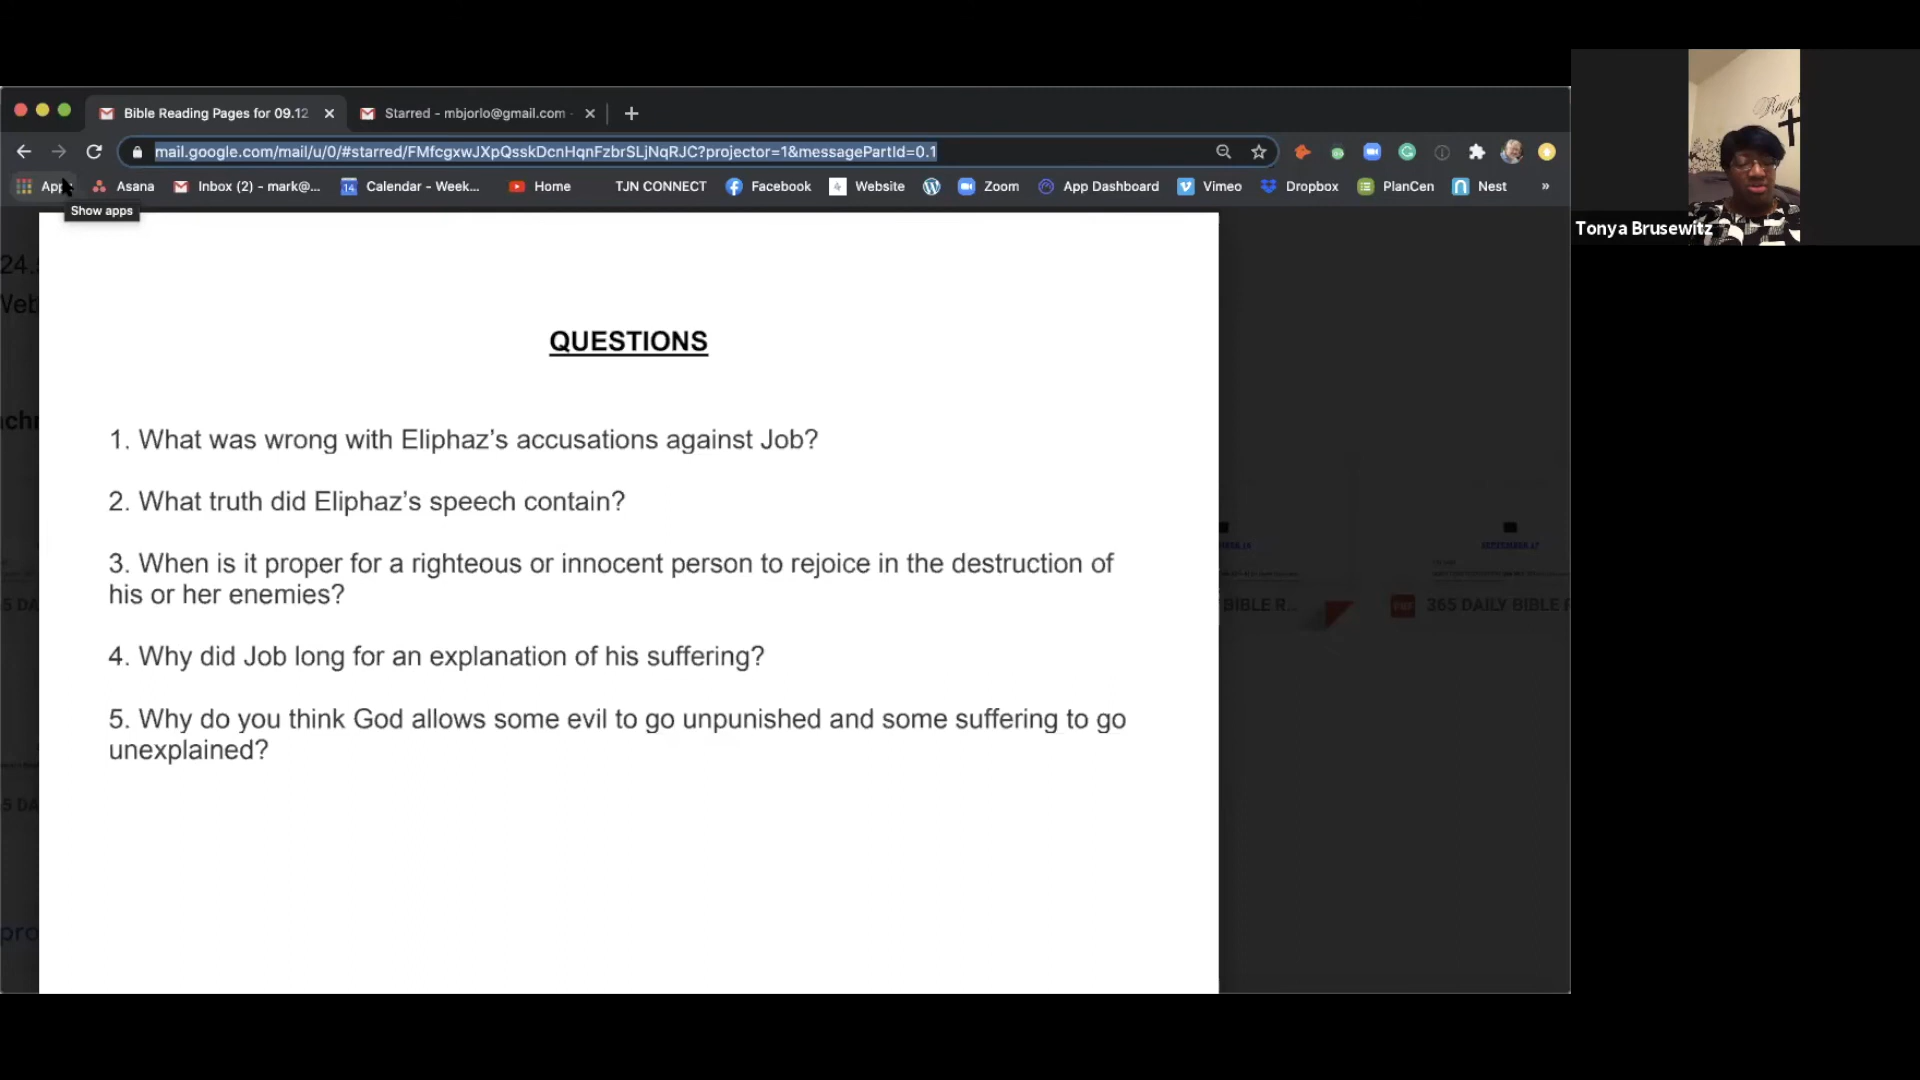 Bible Reading Pages for 09.12
Starred - mbjorlo@gmail.com -
mail.google.com/mail/u/0/#starred/FMfcgxwJXpQsskDcnHqnFzbrSLjNqRJC?projector=1&messagePartId=0.1
Asana Inbox (2) - mark@... 14 Calendar - Week... Home TJN CONNECT Facebook Website Zoom App Dashboard Vimeo Dropbox PlanCen Nest »
Show apps
Tonya Brusewitz
QUESTIONS
1. What was wrong with Eliphaz’s accusations against Job?
2. What truth did Eliphaz’s speech contain?
3. When is it proper for a righteous or innocent person to rejoice in the destruction of
his or her enemies?
4. Why did Job long for an explanation of his suffering?
5. Why do you think God allows some evil to go unpunished and some suffering to go
unexplained?
BIBLE R...
365 DAILY BIBLE